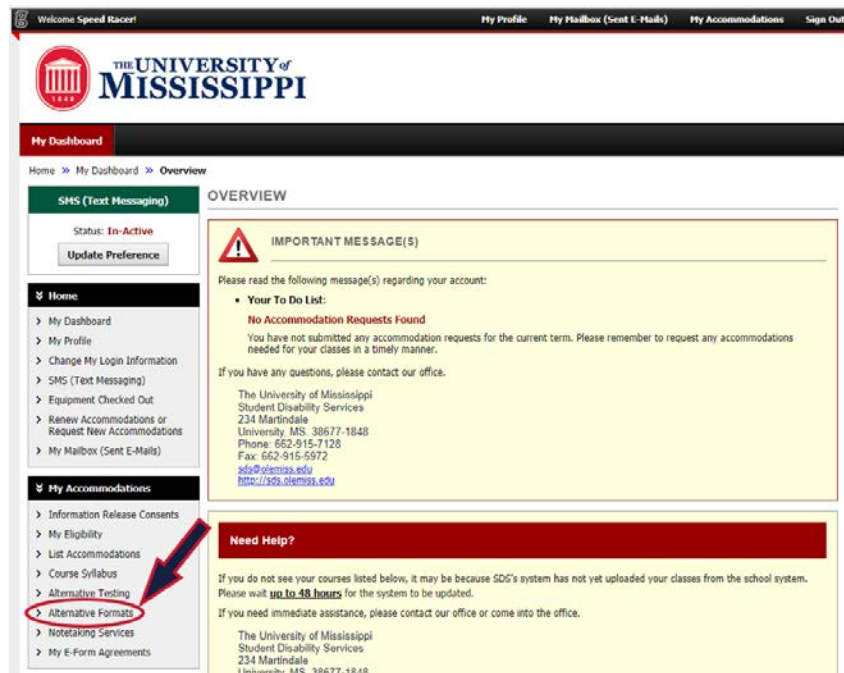 Welcome Speed Racer!
My Profile My Mailbox (Sent E-Mails) My Accommodations Sign Out
THE UNIVERSITY of
MISSISSIPPI
1848
My Dashboard
Home » My Dashboard » Overview
SMS (Text Messaging)
Status: In-Active
Update Preference
Home
My Dashboard
My Profile
Change My Login Information
SMS (Text Messaging)
Equipment Checked Out
Renew Accommodations or
Request New Accommodations
My Mailbox (Sent E-Mails)
My Accommodations
Information Release Consents
My Eligibility
List Accommodations
Course Syllabus
Alternative Testing
Alternative Formats
Notetaking Services
My E-Form Agreements
OVERVIEW
IMPORTANT MESSAGE(S)
Please read the following message(s) regarding your account:
• Your To Do List:
No Accommodation Requests Found
You have not submitted any accommodation requests for the current term. Please remember to request any accommodations
needed for your classes in a timely manner.
If you have any questions, please contact our office.
The University of Mississippi
Student Disability Services
234 Martindale
University, MS 38677-1848
Phone: 662-915-7128
Fax: 662-915-5972
sds@olemiss.edu
http://sds.olemiss.edu
Need Help?
If you do not see your courses listed below, it may be because SDS's system has not yet uploaded your classes from the school system.
Please wait up to 48 hours for the system to be updated.
If you need immediate assistance, please contact our office or come into the office.
The University of Mississippi
Student Disability Services
234 Martindale
University, MS 38677-1848